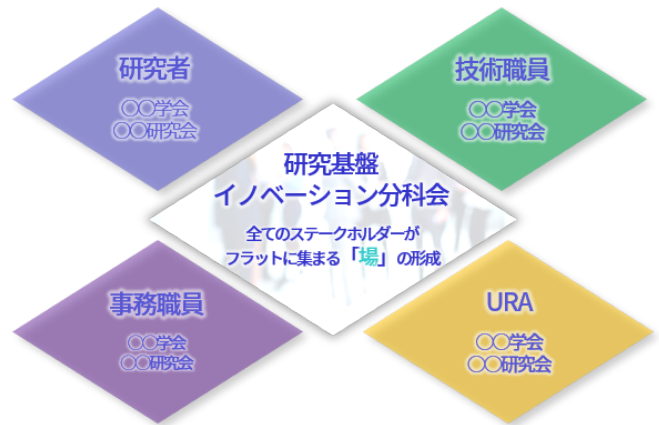 研究者
〇〇学会
〇〇研究会
技術職員
〇〇学会
〇〇研究会
研究基盤
イノベーション分科会
全てのステークホルダーが
フラットに集まる「場」の形成
事務職員
〇〇学会
〇〇研究会
URA
〇〇学会
〇〇研究会